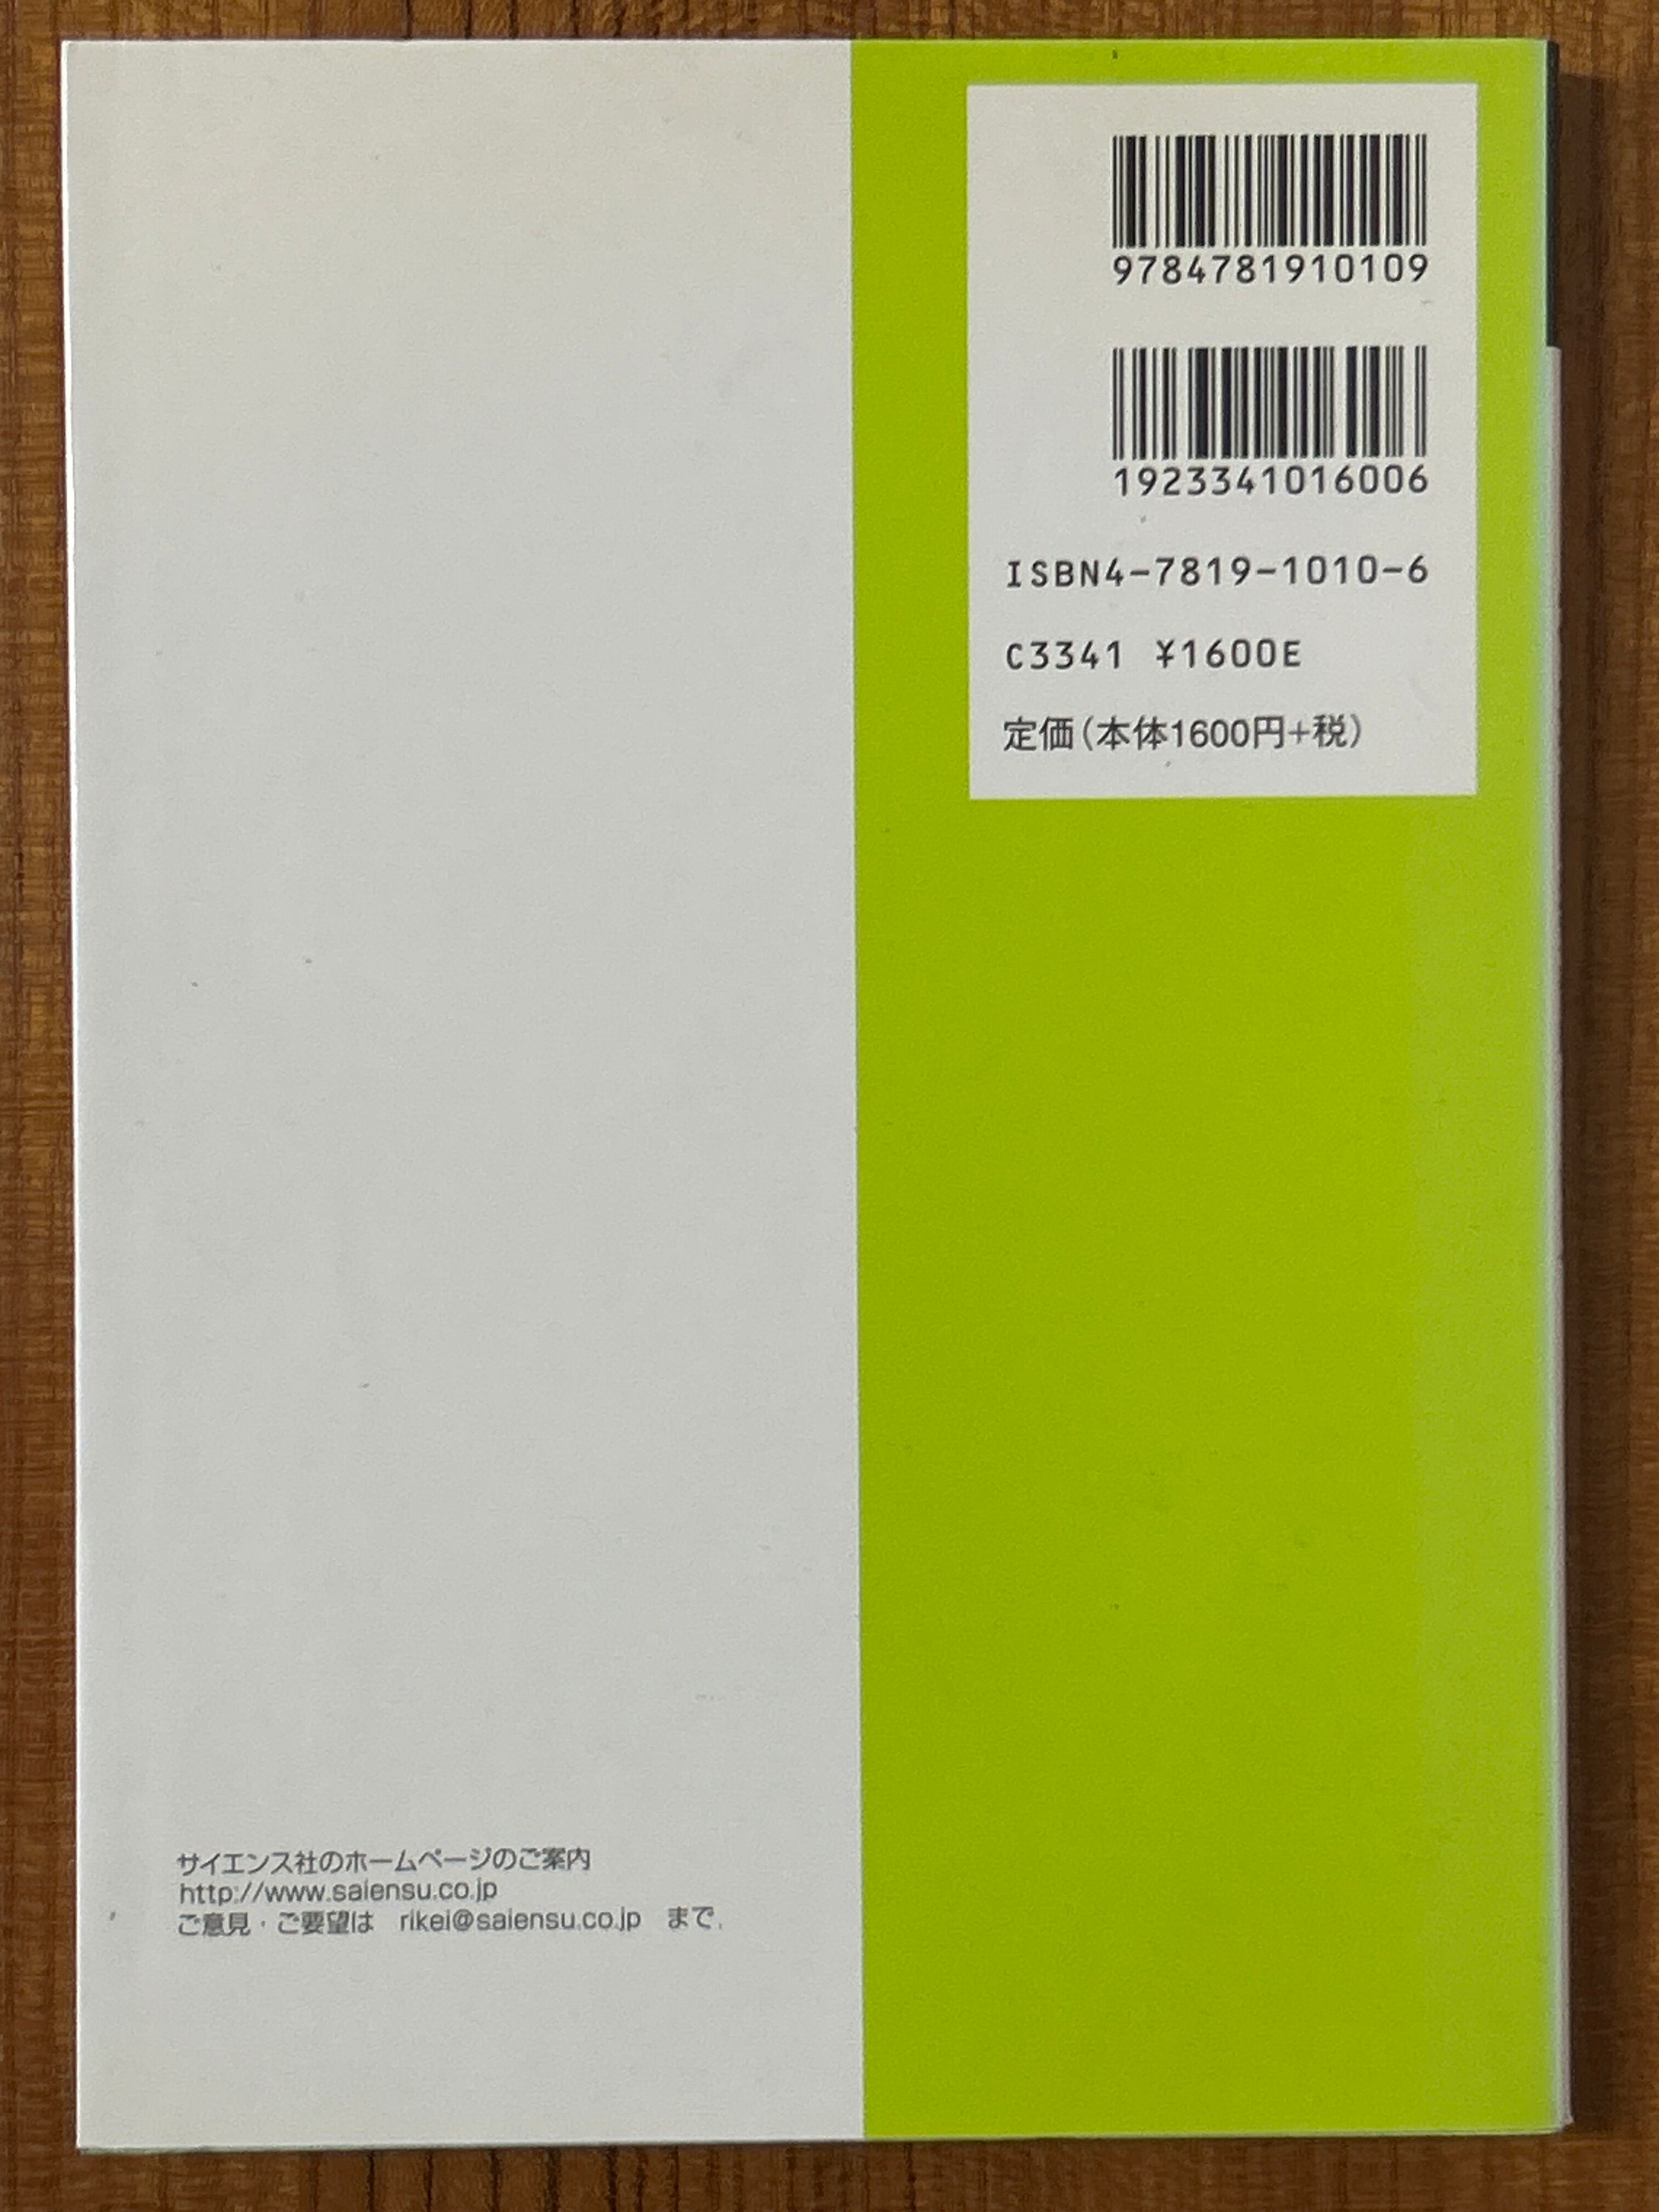 9784781910109
1923341016006
ISBN4-7819-1010-6
C3341 ¥1600E
定価(本体1600円+税)
サイエンス社のホームページのご案内
http://www.saiensu.co.jp
ご意見・ご要望は rikei@saiensu.co.jp まで.